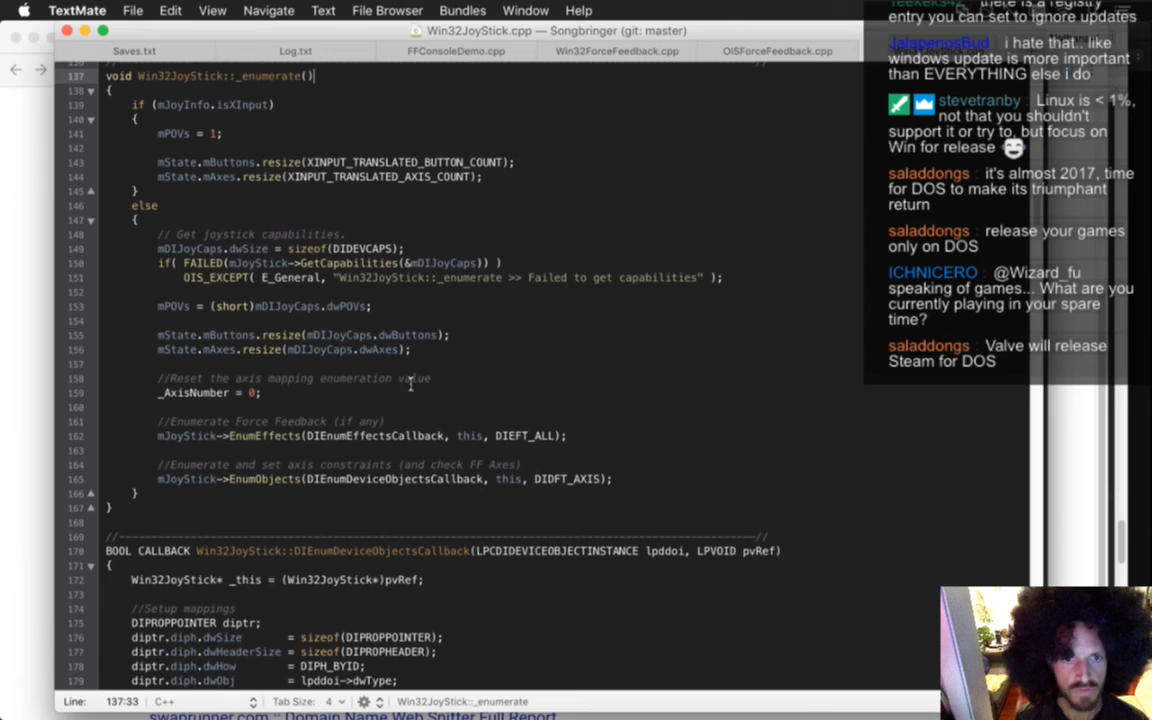 TextMate File Edit View Navigate Text File Browser Bundles Window Help
Win32JoyStick.cpp — Songbringer (git: master)
Saves.txt Log.txt FFConsoleDemo.cpp Win32ForceFeedback.cpp OISForceFeedback.cpp
137 void Win32JoyStick::_enumerate()
138 {
139 if (mJoyInfo.isXInput)
140 {
141 mPOVs = 1;
142
143 mState.mButtons.resize(XINPUT_TRANSLATED_BUTTON_COUNT);
144 mState.mAxes.resize(XINPUT_TRANSLATED_AXIS_COUNT);
145 }
146 else
147 {
148 // Get joystick capabilities.
149 mDIJoyCaps.dwSize = sizeof(DIDEVCAPS);
150 if( FAILED(mJoyStick->GetCapabilities(&mDIJoyCaps)) )
151 OIS_EXCEPT( E_General, "Win32JoyStick::_enumerate >> Failed to get capabilities" );
152
153 mPOVs = (short)mDIJoyCaps.dwPOVs;
154
155 mState.mButtons.resize(mDIJoyCaps.dwButtons);
156 mState.mAxes.resize(mDIJoyCaps.dwAxes);
157
158 //Reset the axis mapping enumeration value
159 _AxisNumber = 0;
160
161 //Enumerate Force Feedback (if any)
162 mJoyStick->EnumEffects(DIEnumEffectsCallback, this, DIEFT_ALL);
163
164 //Enumerate and set axis constraints (and check FF Axes)
165 mJoyStick->EnumObjects(DIEnumDeviceObjectsCallback, this, DIDFT_AXIS);
166 }
167 }
168
169 //----------------------------------------------------------------------------------------------------//
170 BOOL CALLBACK Win32JoyStick::DIEnumDeviceObjectsCallback(LPCDIDEVICEOBJECTINSTANCE lpddoi, LPVOID pvRef)
171 {
172 Win32JoyStick* _this = (Win32JoyStick*)pvRef;
173
174 //Setup mappings
175 DIPROPPOINTER diptr;
176 diptr.diph.dwSize = sizeof(DIPROPPOINTER);
177 diptr.diph.dwHeaderSize = sizeof(DIPROPHEADER);
178 diptr.diph.dwHow = DIPH_BYID;
179 diptr.diph.dwObj = lpddoi->dwType;
Line: 137:33 C++ Tab Size: 4 Win32JoyStick::_enumerate
swaprunner.com :: Domain Name Web Snitter Full Report
there is a registry
entry you can set to ignore updates
JalapenosBud i hate that.. like
windows update is more important
than EVERYTHING else i do
stevetranby : Linux is < 1%,
not that you shouldn't
support it or try to, but focus on
Win for release
saladdongs : it's almost 2017, time
for DOS to make its triumphant
return
saladdongs : release your games
only on DOS
ICHNICERO : @Wizard_fu
speaking of games... What are you
currently playing in your spare
time?
saladdongs : Valve will release
Steam for DOS